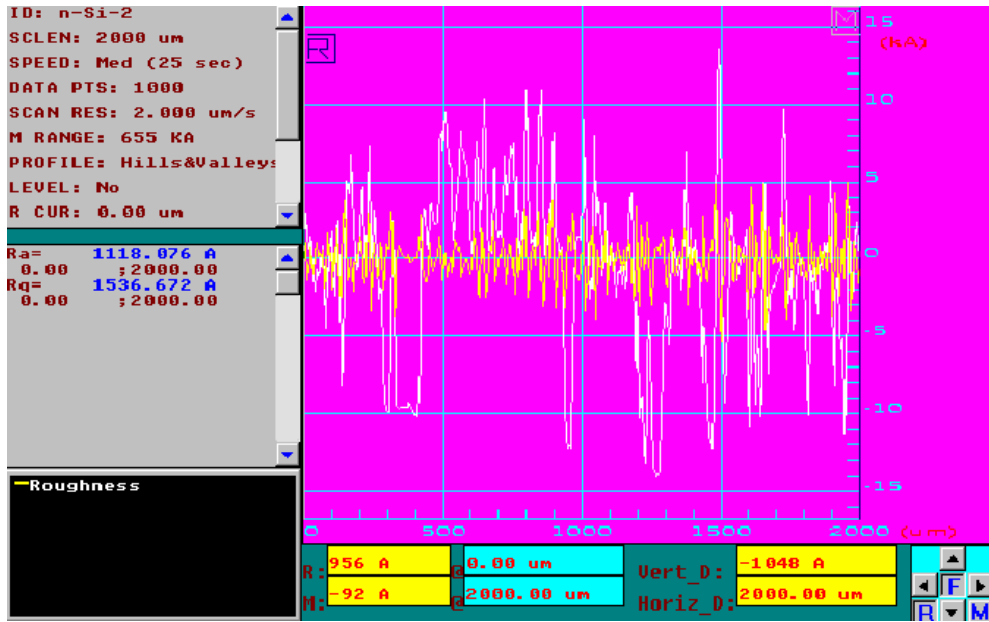 ID: n-Si-2
SCLEN: 2000 um
SPEED: Med (25 sec)
DATA PTS: 1000
SCAN RES: 2.000 um/s
M RANGE: 655 KA
PROFILE: Hills&Valleys
LEVEL: No
R CUR: 0.00 um
Ra= 1118.076 A
0.00 ;2000.00
Rq= 1536.672 A
0.00 ;2000.00
Roughness
R
M
15
(kA)
10
5
0
-5
-10
-15
0 500 1000 1500 2000 (um)
R: 956 A @ 0.00 um Vert_D: -1048 A
M: -92 A @ 2000.00 um Horiz_D: 2000.00 um
F
R M